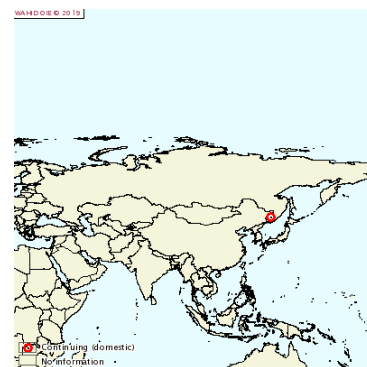 WAHID OIE © 2019
Continuing (domestic)
No information